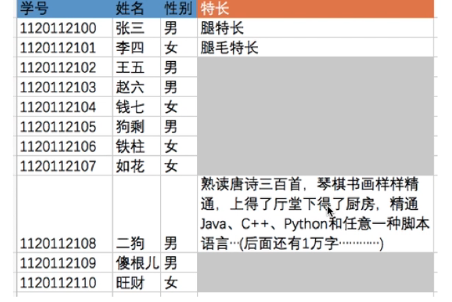 学号 姓名 性别 特长
1120112100 张三 男 腿特长
1120112101 李四 女 腿毛特长
1120112102 王五 男
1120112103 赵六 男
1120112104 钱七 女
1120112105 狗剩 男
1120112106 铁柱 女
1120112107 如花 女
熟读唐诗三百首，琴棋书画样样精
通，上得了厅堂下得了厨房，精通
Java、C++、Python和任意一种脚本
1120112108 二狗 男 语言…(后面还有1万字…………)
1120112109 傻根儿 男
1120112110 旺财 女